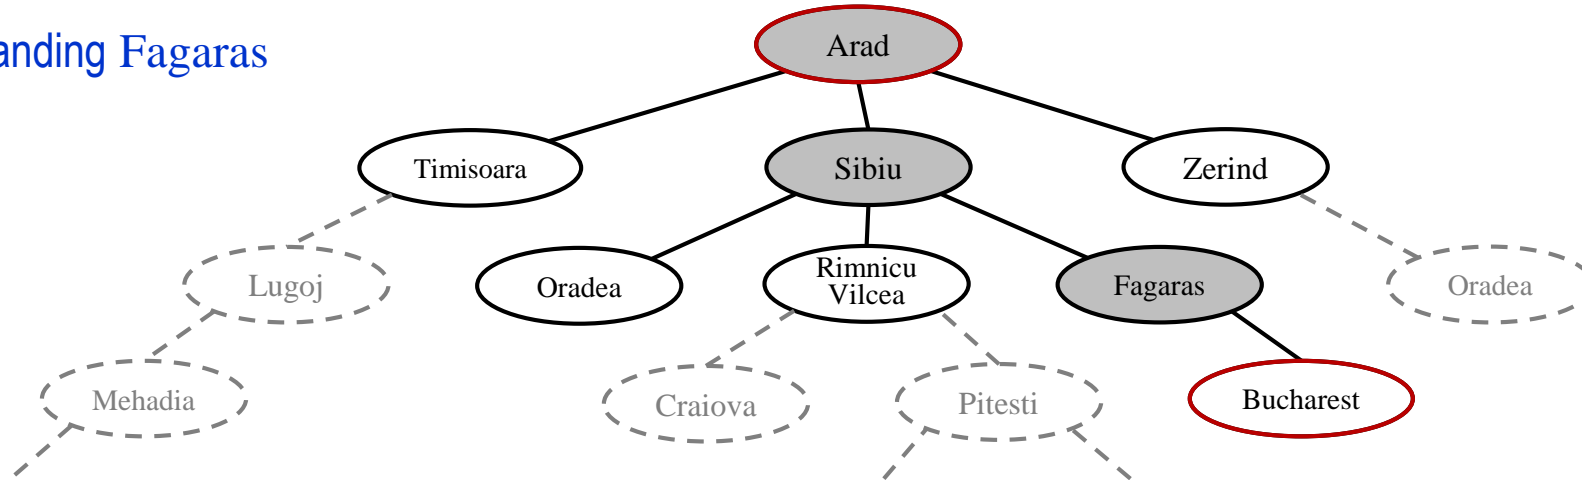 anding Fagaras
Arad
Timisoara
Sibiu
Zerind
Lugoj
Oradea
Rimnicu
Vilcea
Fagaras
Oradea
Mehadia
Craiova
Pitesti
Bucharest